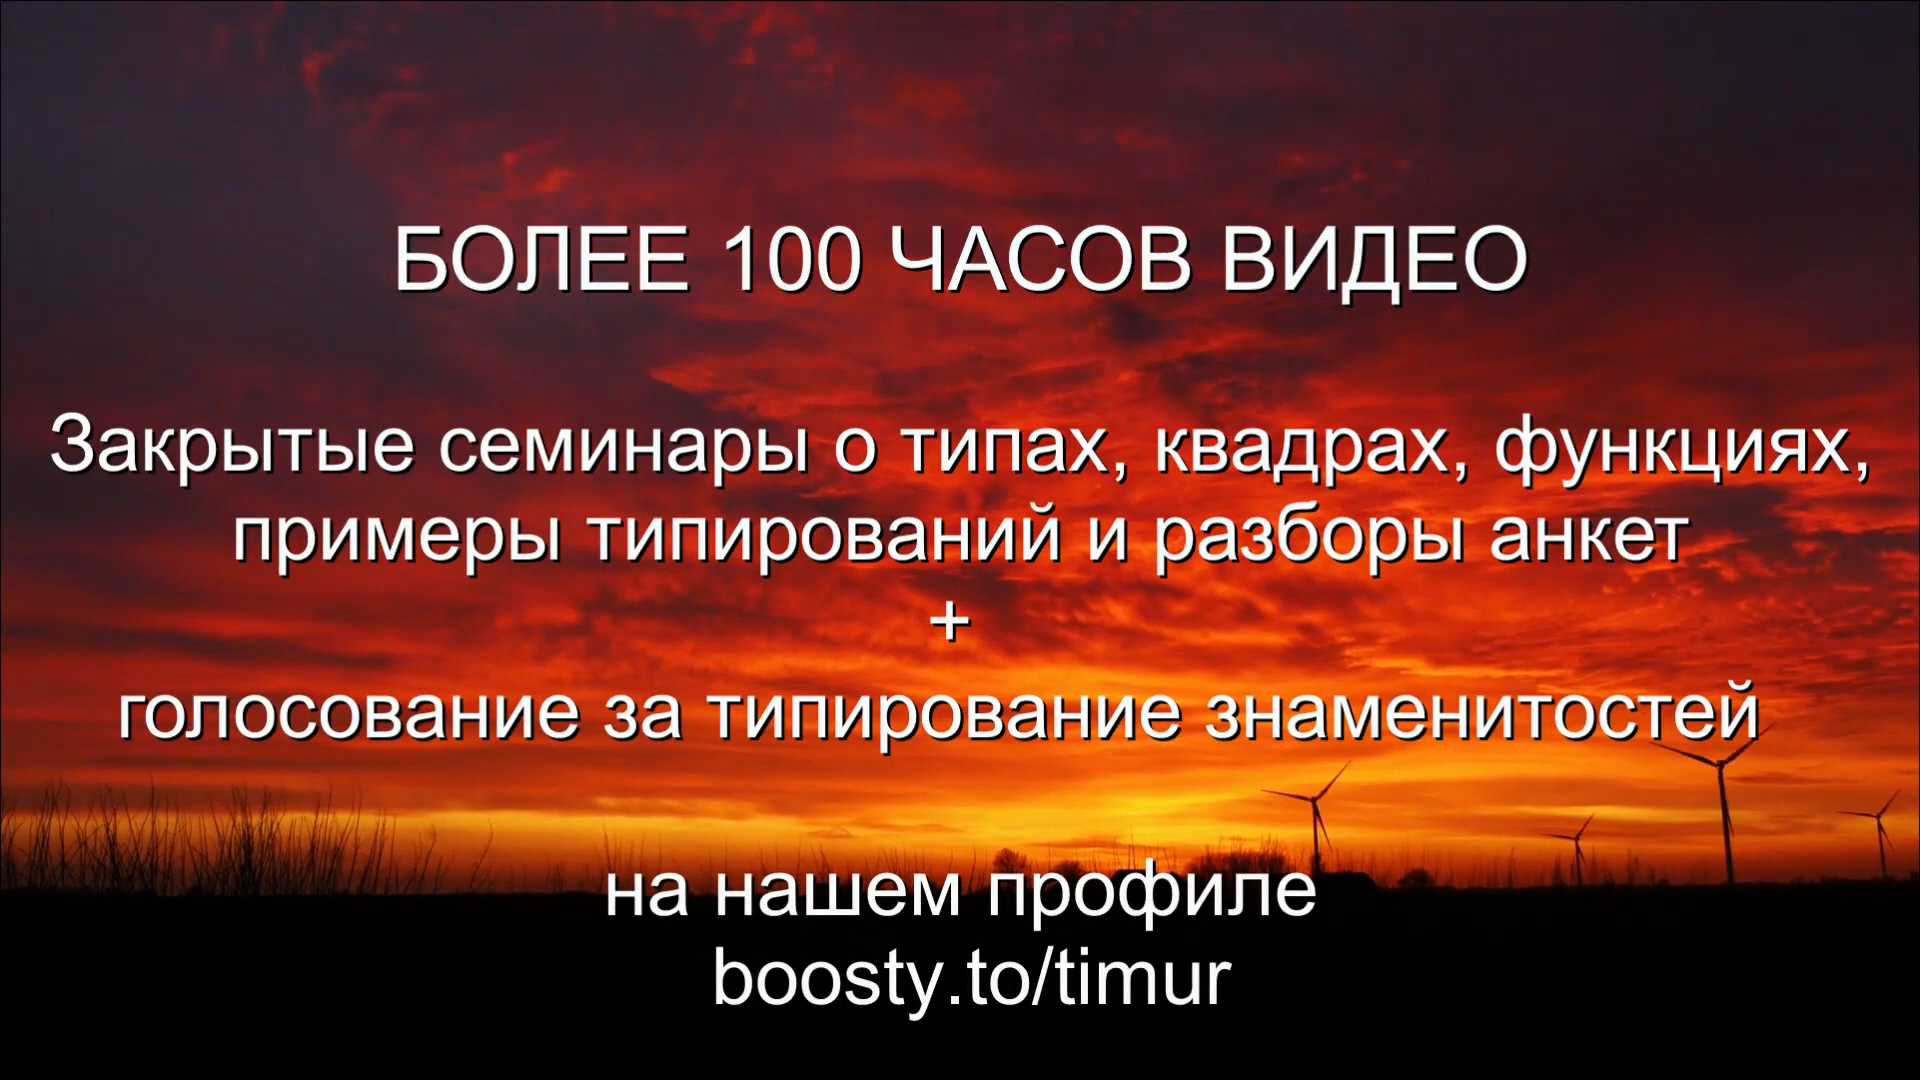 БОЛЕЕ 100 ЧАСОВ ВИДЕО
Закрытые семинары о типах, квадрах, функциях,
примеры типирований и разборы анкет
+
голосование за типирование знаменитостей
на нашем профиле
boosty.to/timur